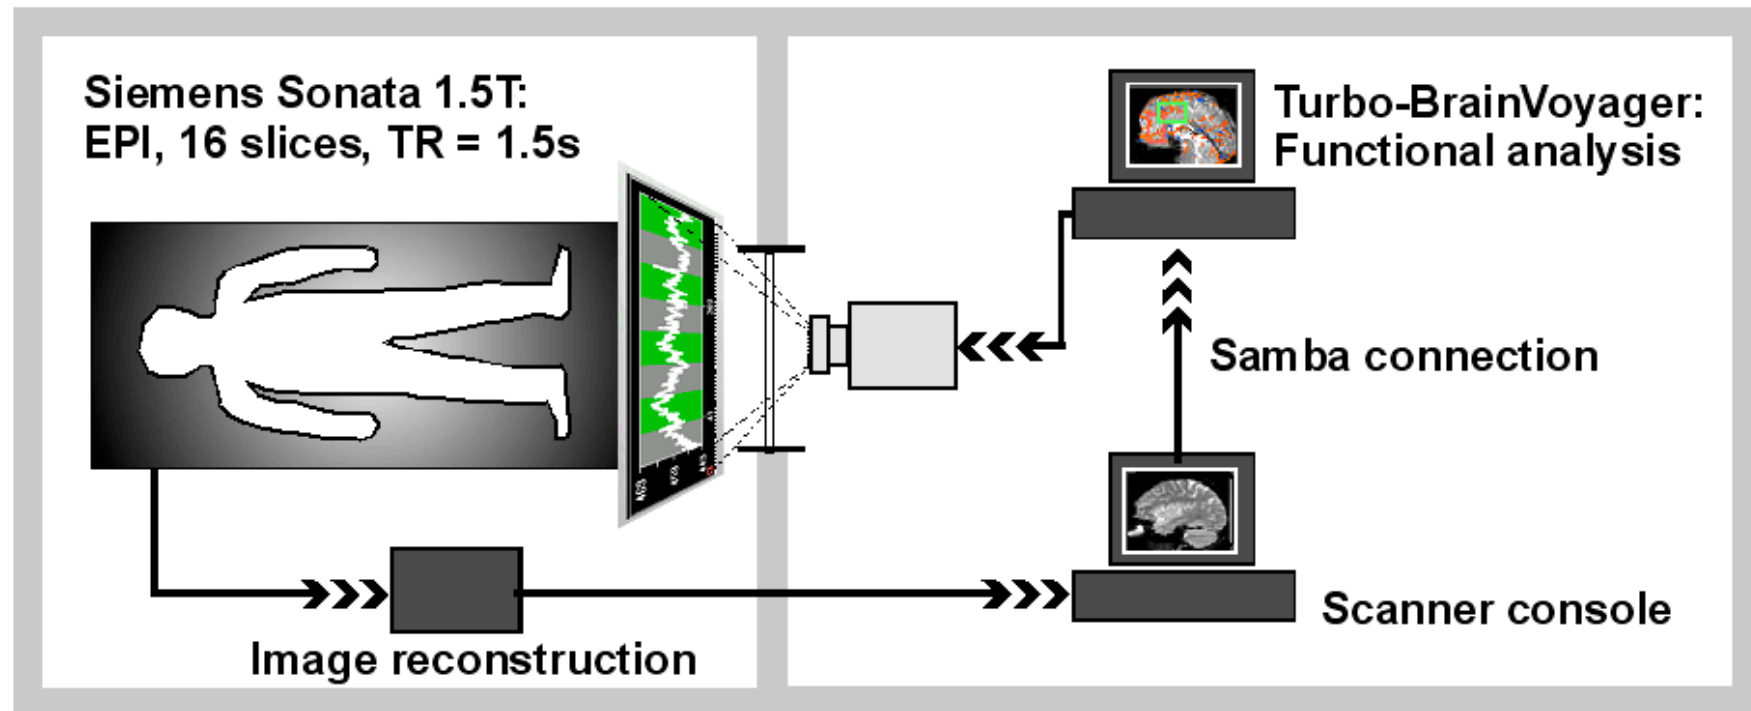 Siemens Sonata 1.5T:
EPI, 16 slices, TR = 1.5s
Turbo-BrainVoyager:
Functional analysis
Samba connection
Scanner console
Image reconstruction